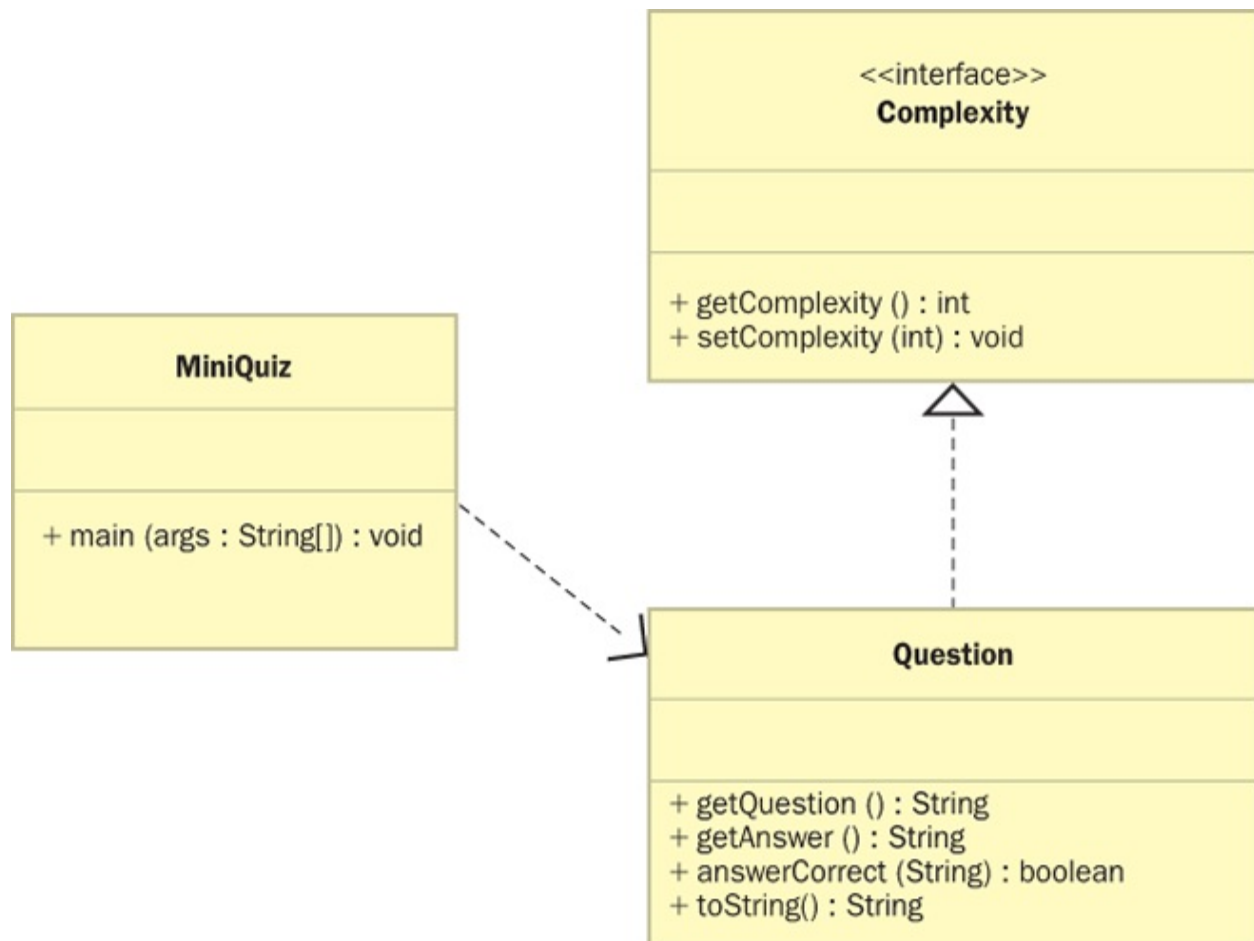 <<interface>>
Complexity
+ getComplexity () : int
+ setComplexity (int) : void
MiniQuiz
+ main (args : String[]) : void
Question
+ getQuestion () : String
+ getAnswer () : String
+ answerCorrect (String) : boolean
+ toString() : String